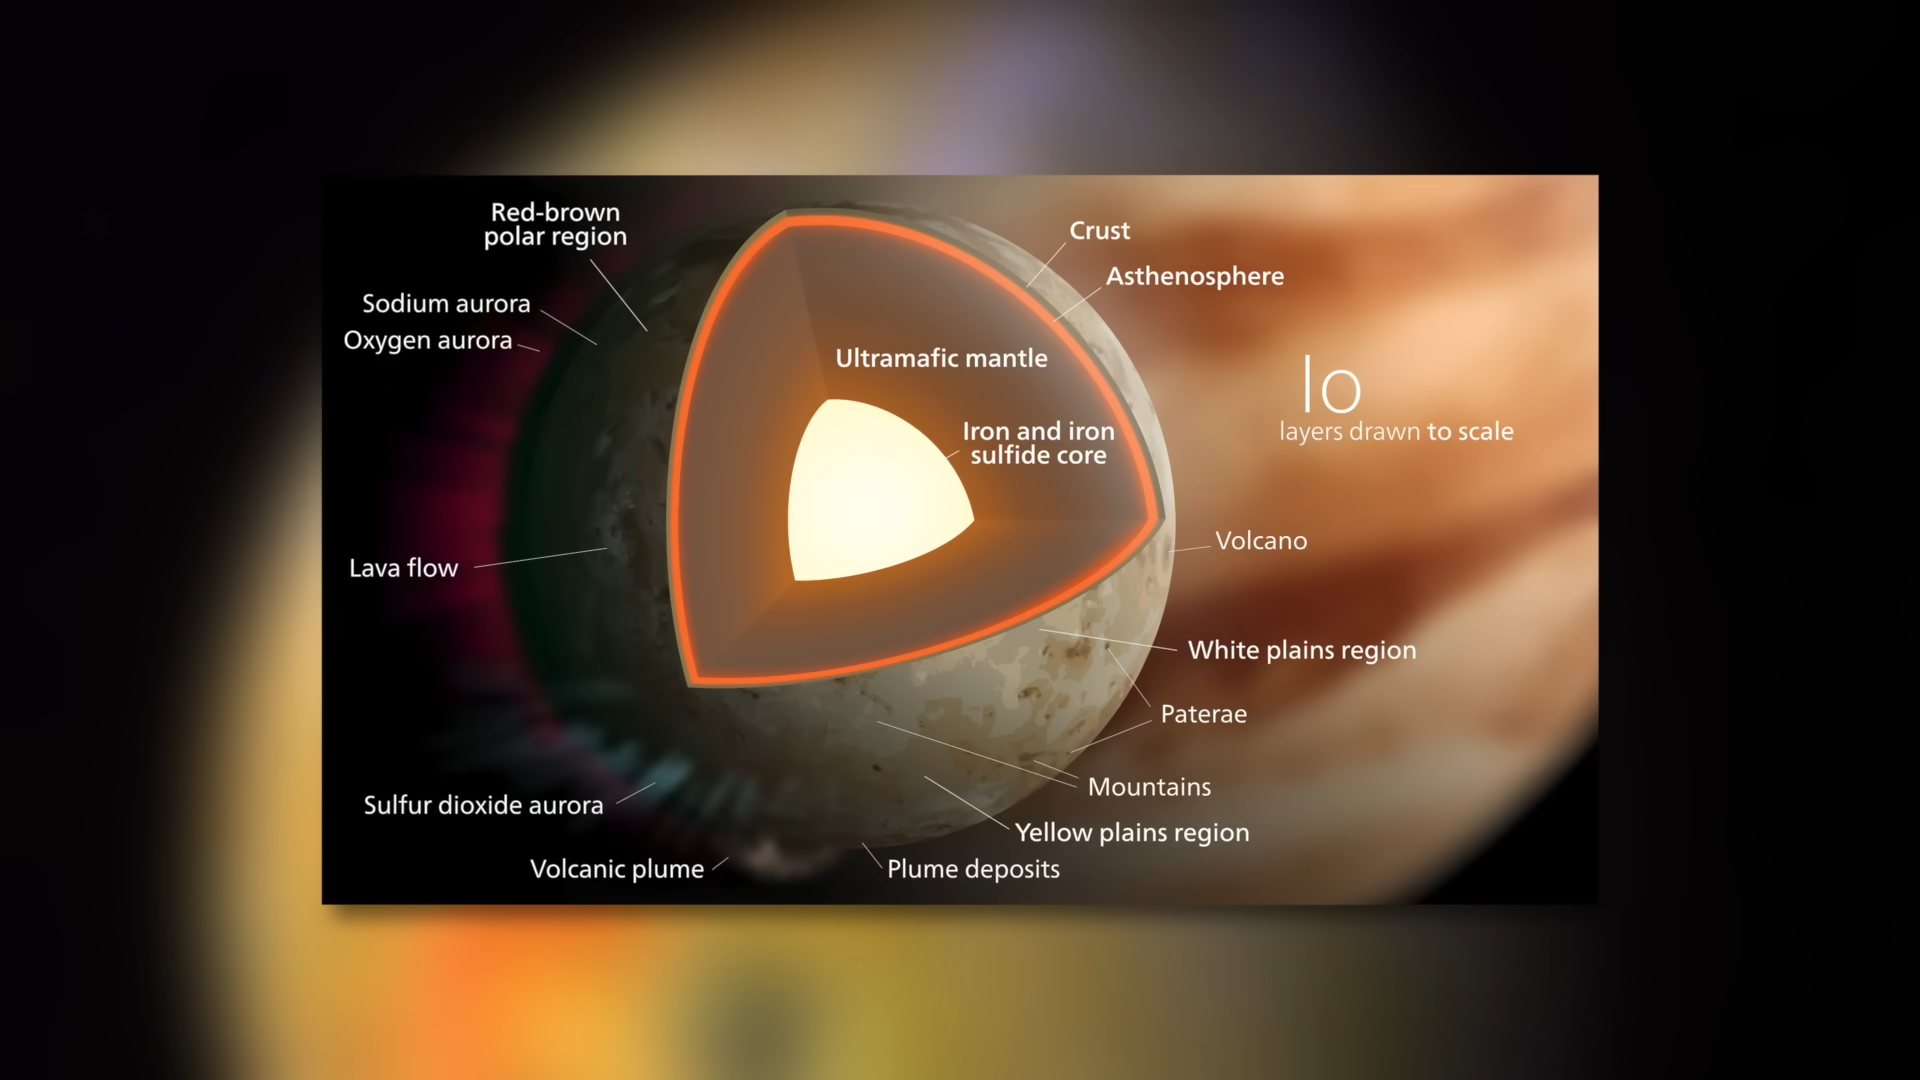 Red-brown
polar region
Sodium aurora
Oxygen aurora
Lava flow
Sulfur dioxide aurora
Volcanic plume
Crust
Asthenosphere
Ultramafic mantle
Iron and iron
sulfide core
Io
layers drawn to scale
Volcano
White plains region
Paterae
Mountains
Yellow plains region
Plume deposits